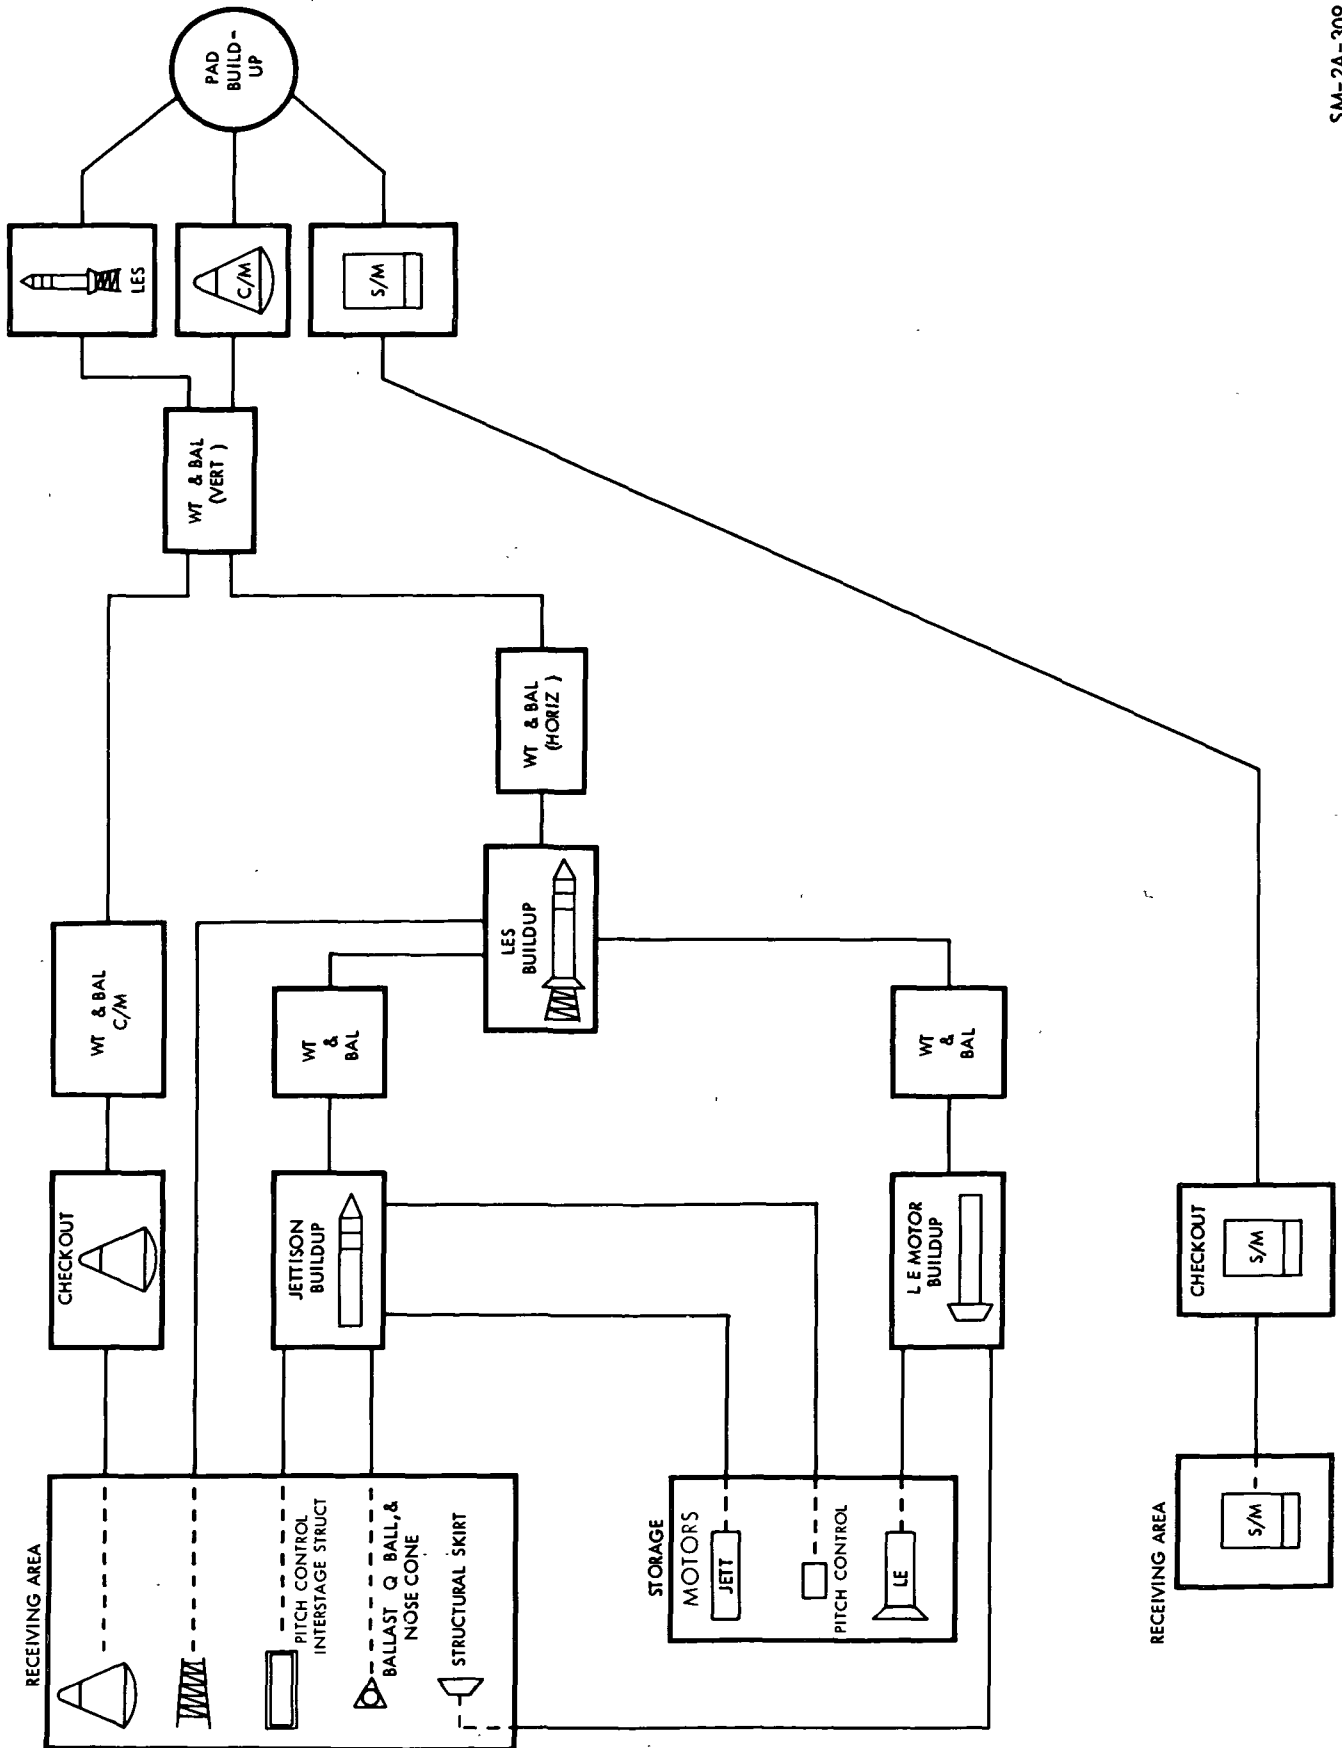 RECEIVING AREA
PITCH CONTROL
INTERSTAGE STRUCT
BALLAST Q BALL, &
NOSE CONE
STRUCTURAL SKIRT
STORAGE
MOTORS
JETT
PITCH CONTROL
LE
RECEIVING AREA
S/M
CHECKOUT
JETTISON
BUILDUP
L E MOTOR
BUILDUP
CHECKOUT
S/M
WT & BAL
C/M
WT
&
BAL
WT
&
BAL
LES
BUILDUP
WT & BAL
(HORIZ )
WT & BAL
(VERT )
LES
C/M
S/M
PAD
BUILD-
UP
SM-2A-309